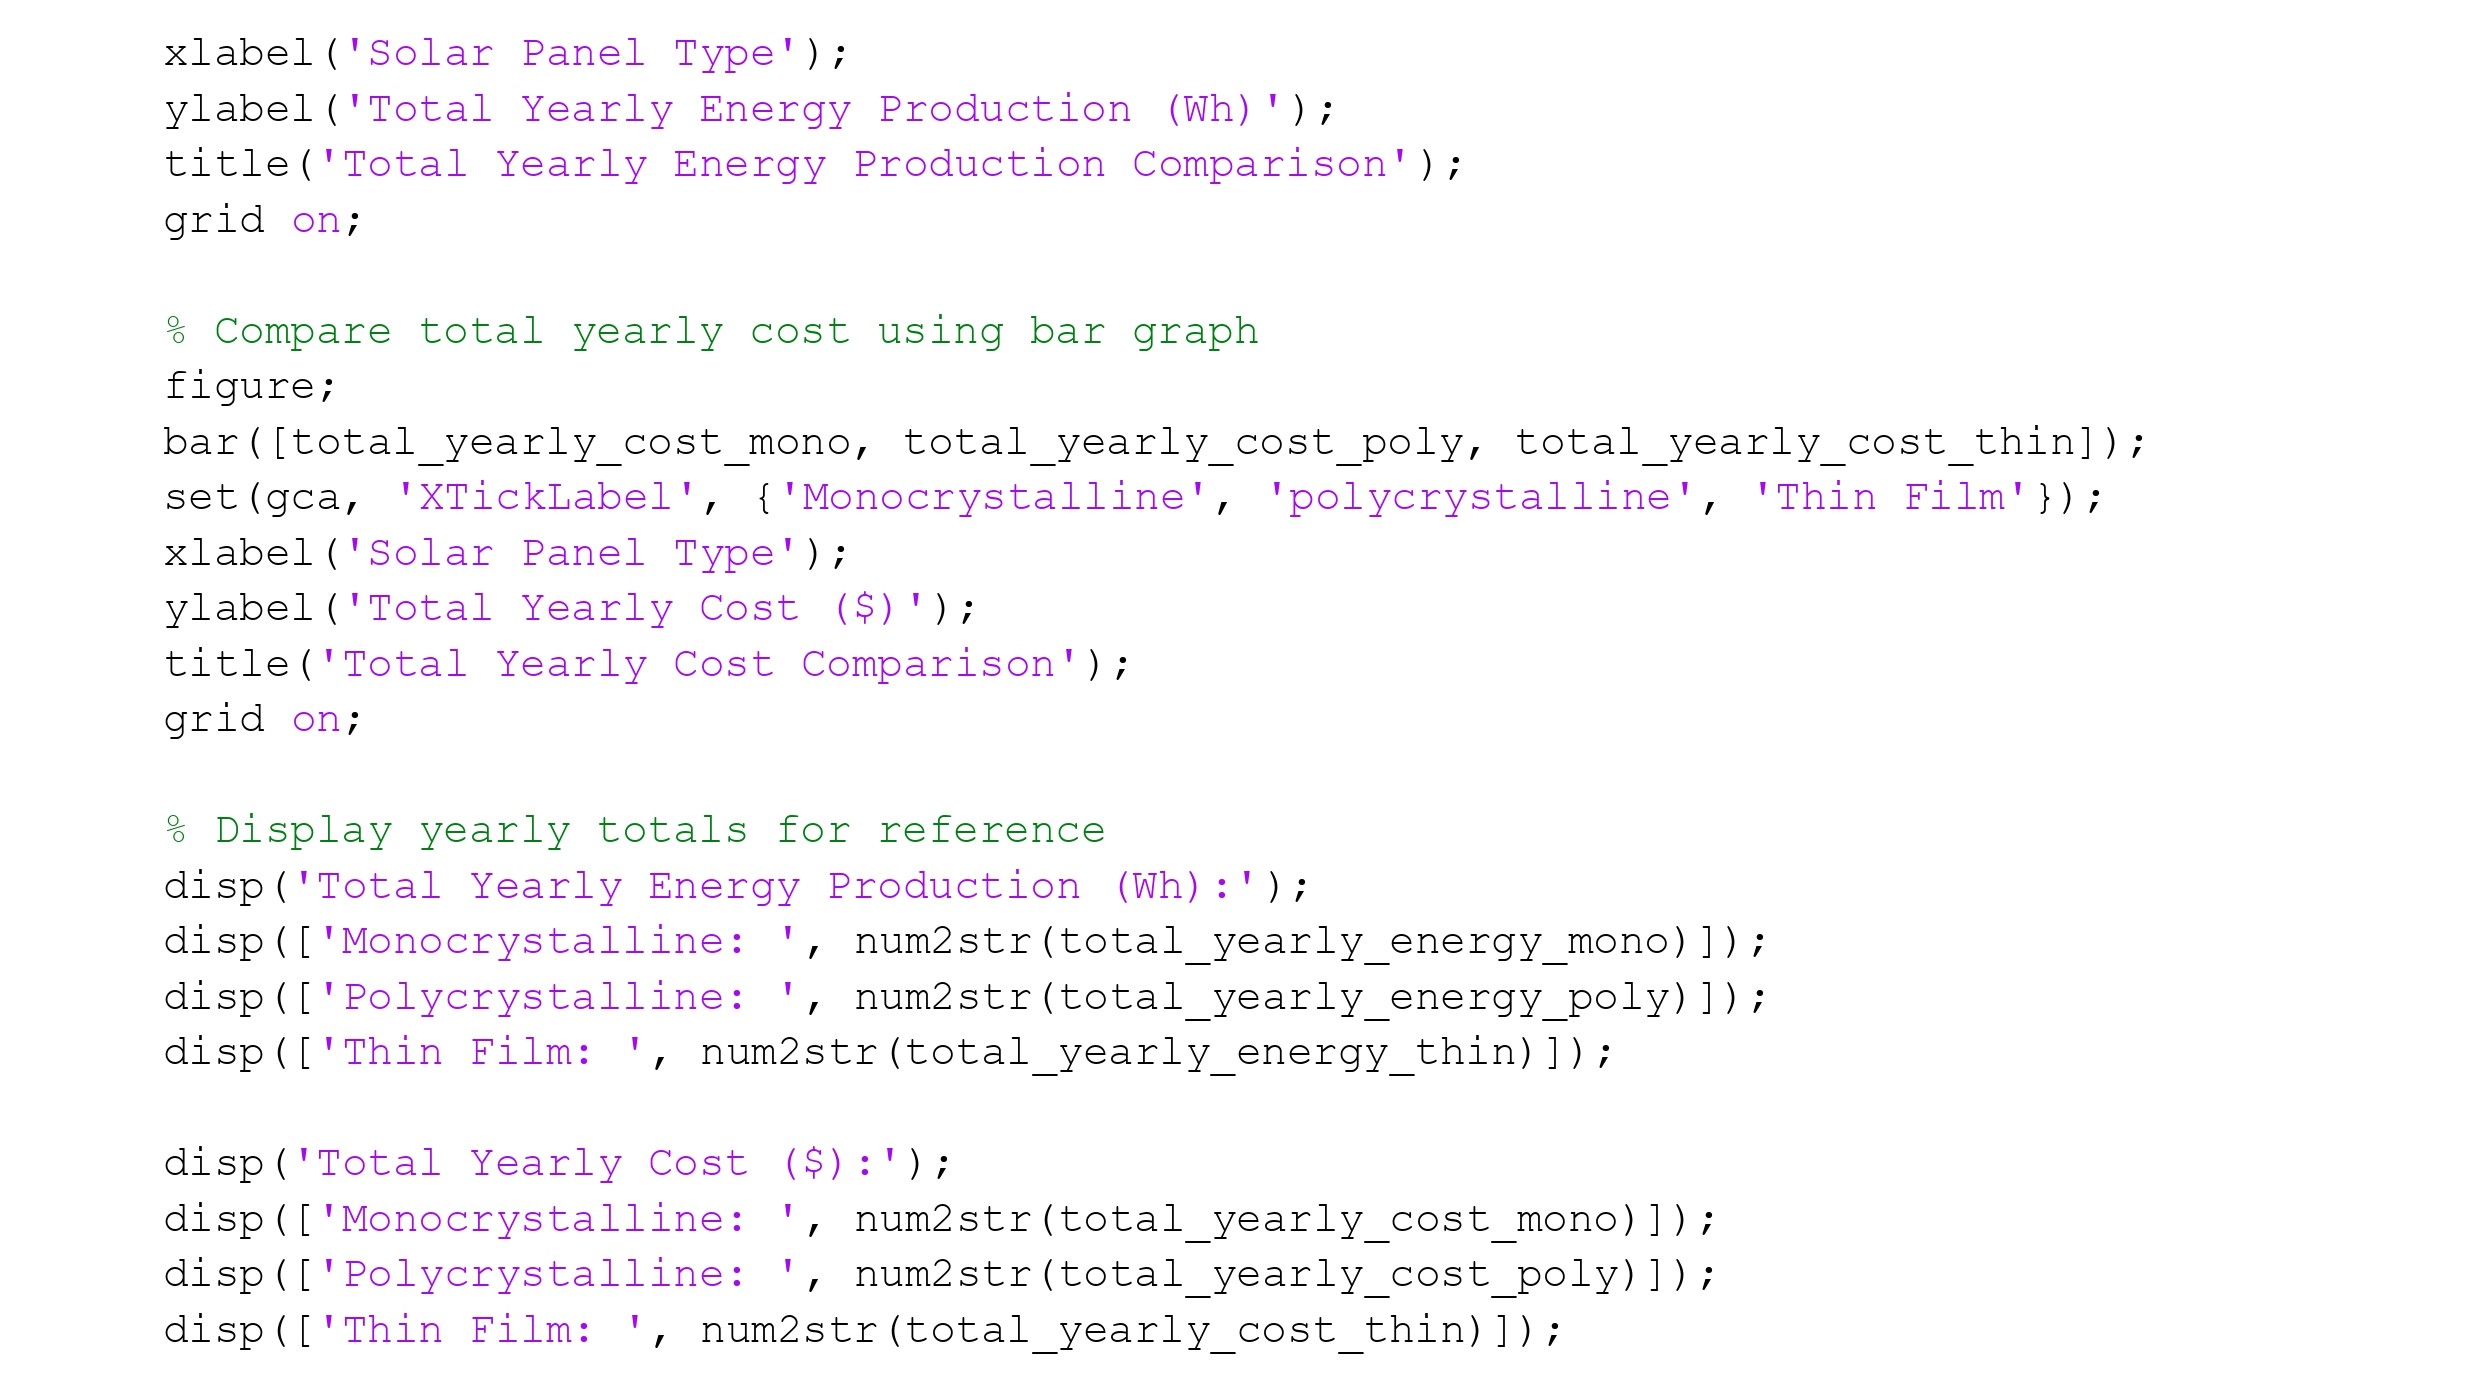 xlabel('Solar Panel Type');
ylabel('Total Yearly Energy Production (Wh)');
title('Total Yearly Energy Production Comparison');
grid on;
% Compare total yearly cost using bar graph
figure;
bar([total_yearly_cost_mono, total_yearly_cost_poly, total_yearly_cost_thin]);
set(gca, 'XTickLabel', {'Monocrystalline', 'polycrystalline', 'Thin Film'});
xlabel('Solar Panel Type');
ylabel('Total Yearly Cost ($)');
title('Total Yearly Cost Comparison');
grid on;
% Display yearly totals for reference
disp('Total Yearly Energy Production (Wh):');
disp(['Monocrystalline: ', num2str(total_yearly_energy_mono)]);
disp(['Polycrystalline: ', num2str(total_yearly_energy_poly)]);
disp(['Thin Film: ', num2str(total_yearly_energy_thin)]);
disp('Total Yearly Cost ($):');
disp(['Monocrystalline: ', num2str(total_yearly_cost_mono)]);
disp(['Polycrystalline: ', num2str(total_yearly_cost_poly)]);
disp(['Thin Film: ', num2str(total_yearly_cost_thin)]);